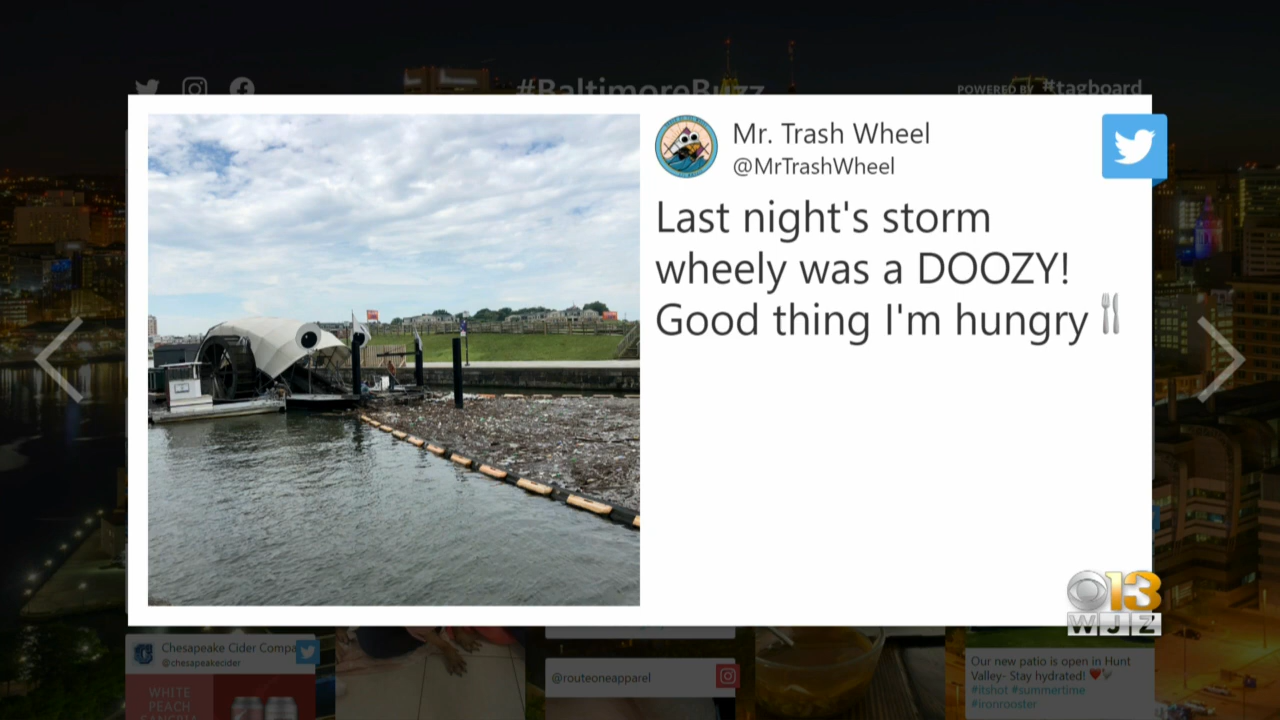 #BaltimoreBuzz
POWERED BY #tagboard
Mr. Trash Wheel
@MrTrashWheel
Last night's storm
wheely was a DOOZY!
Good thing I'm hungry🍴
13
WJZ
Chesapeake Cider Compa
@chesapeakecider
WHITE
PEACH
SANGRIA
@routeoneapparel
Our new patio is open in Hunt
Valley- Stay hydrated! ❤️🥂
#itshot #summertime
#ironrooster